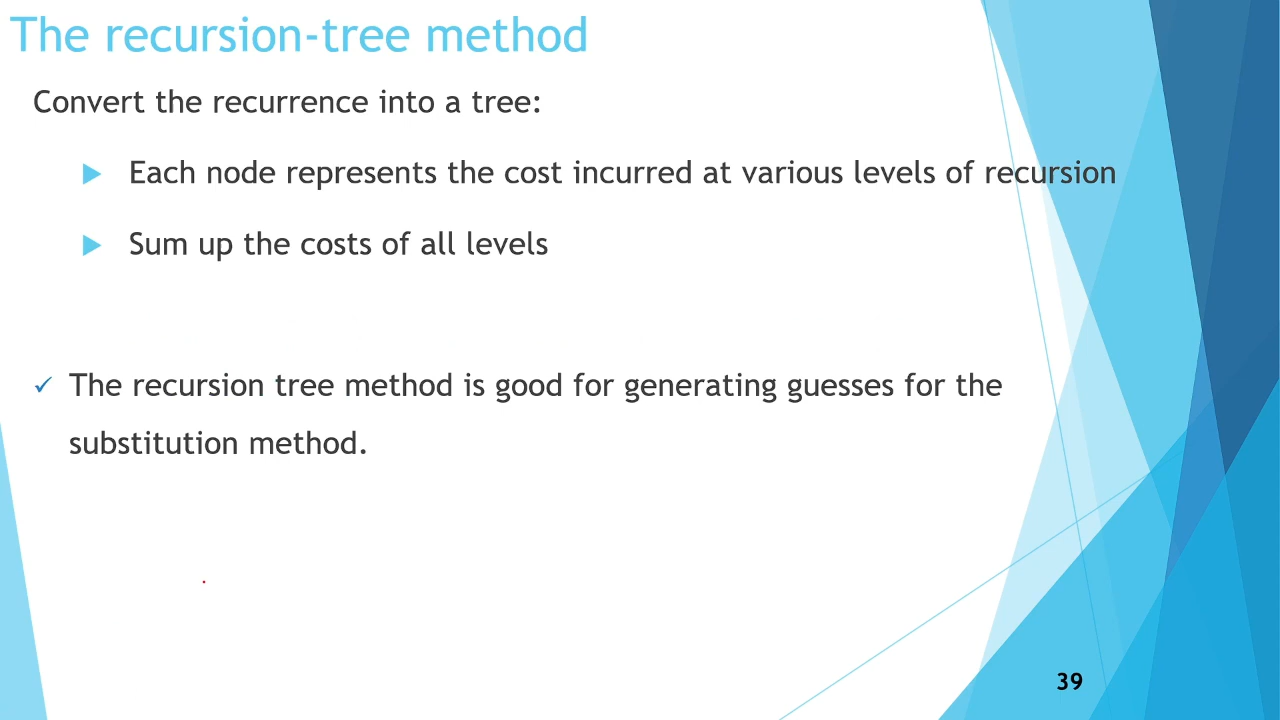 The recursion-tree method
Convert the recurrence into a tree:
Each node represents the cost incurred at various levels of recursion
Sum up the costs of all levels
✓ The recursion tree method is good for generating guesses for the
substitution method.
39